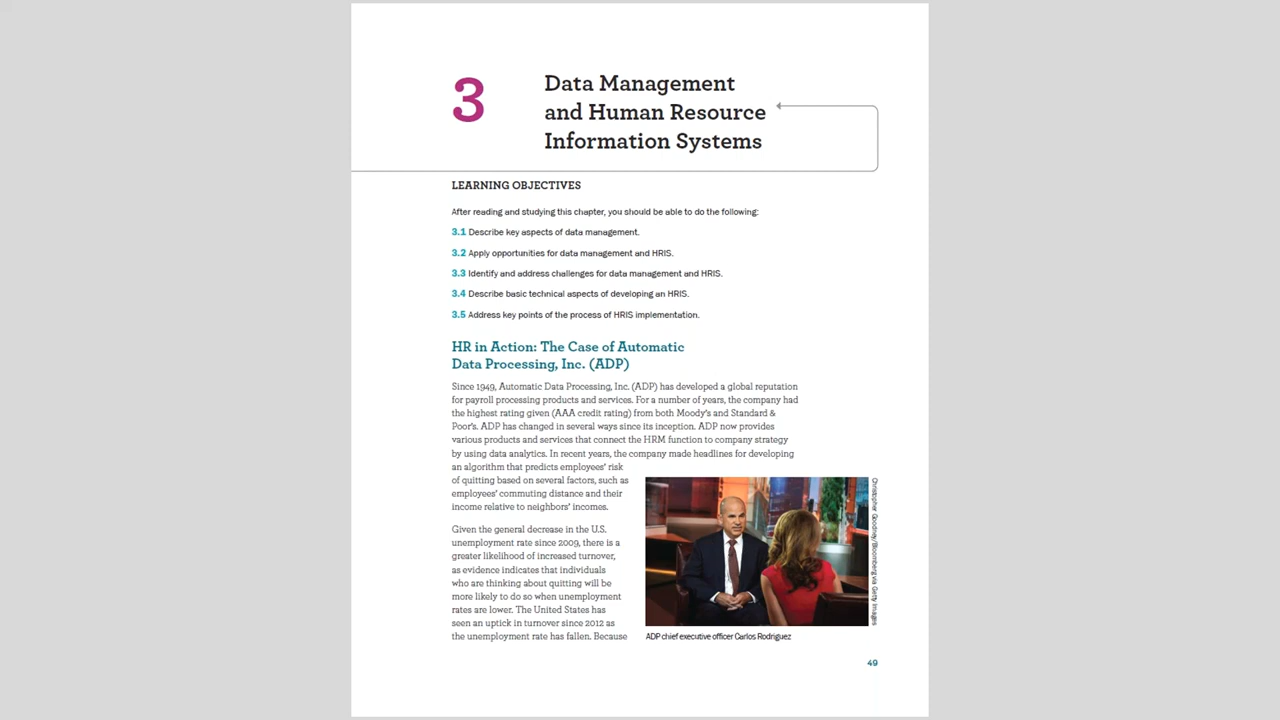 3
Data Management
and Human Resource
Information Systems
LEARNING OBJECTIVES
After reading and studying this chapter, you should be able to do the following:
3.1 Describe key aspects of data management.
3.2 Apply opportunities for data management and HRIS.
3.3 Identify and address challenges for data management and HRIS.
3.4 Describe basic technical aspects of developing an HRIS.
3.5 Address key points of the process of HRIS implementation.
HR in Action: The Case of Automatic
Data Processing, Inc. (ADP)
Since 1949, Automatic Data Processing, Inc. (ADP) has developed a global reputation
for payroll processing products and services. For a number of years, the company had
the highest rating given (AAA credit rating) from both Moody's and Standard &
Poor's. ADP has changed in several ways since its inception. ADP now provides
various products and services that connect the HRM function to company strategy
by using data analytics. In recent years, the company made headlines for developing
an algorithm that predicts employees' risk
of quitting based on several factors, such as
employees' commuting distance and their
income relative to neighbors' incomes.
Given the general decrease in the U.S.
unemployment rate since 2009, there is a
greater likelihood of increased turnover,
as evidence indicates that individuals
who are thinking about quitting will be
more likely to do so when unemployment
rates are lower. The United States has
seen an uptick in turnover since 2012 as
the unemployment rate has fallen. Because
Christopher Goodney/Bloomberg via Getty Images
ADP chief executive officer Carlos Rodriguez
49